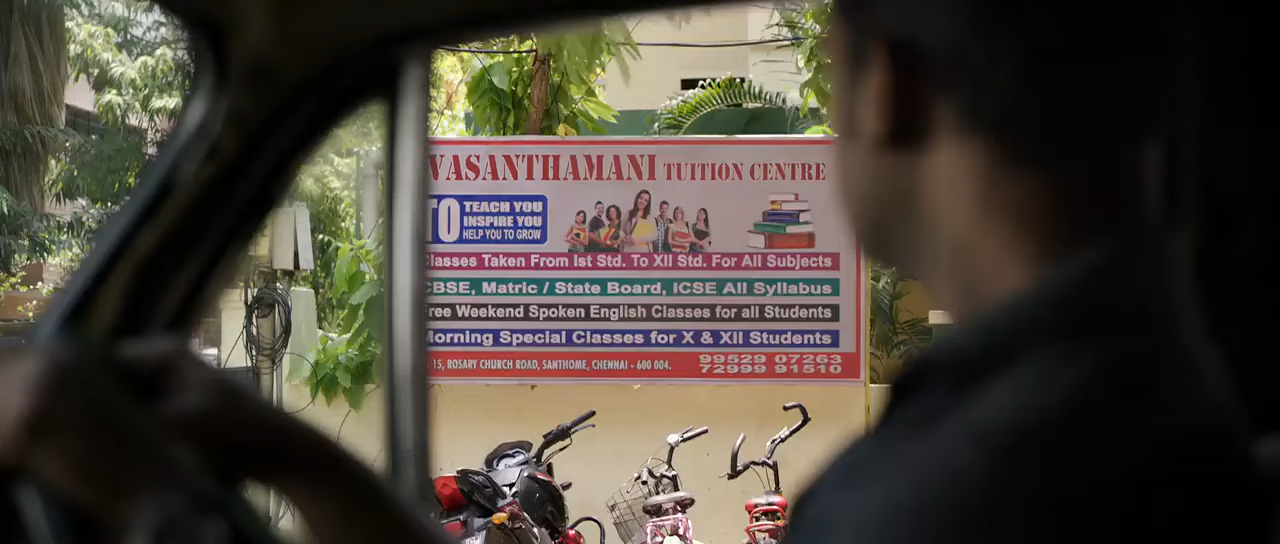 VASANTHAMANI TUITION CENTRE
TO TEACH YOU
INSPIRE YOU
HELP YOU TO GROW
Classes Taken From Ist Std. To XII Std. For All Subjects
CBSE, Matric / State Board, ICSE All Syllabus
ree Weekend Spoken English Classes for all Students
Morning Special Classes for X & XII Students
15, ROSARY CHURCH ROAD, SANTHOME, CHENNAI - 600 004.
99529 07263
72999 91510